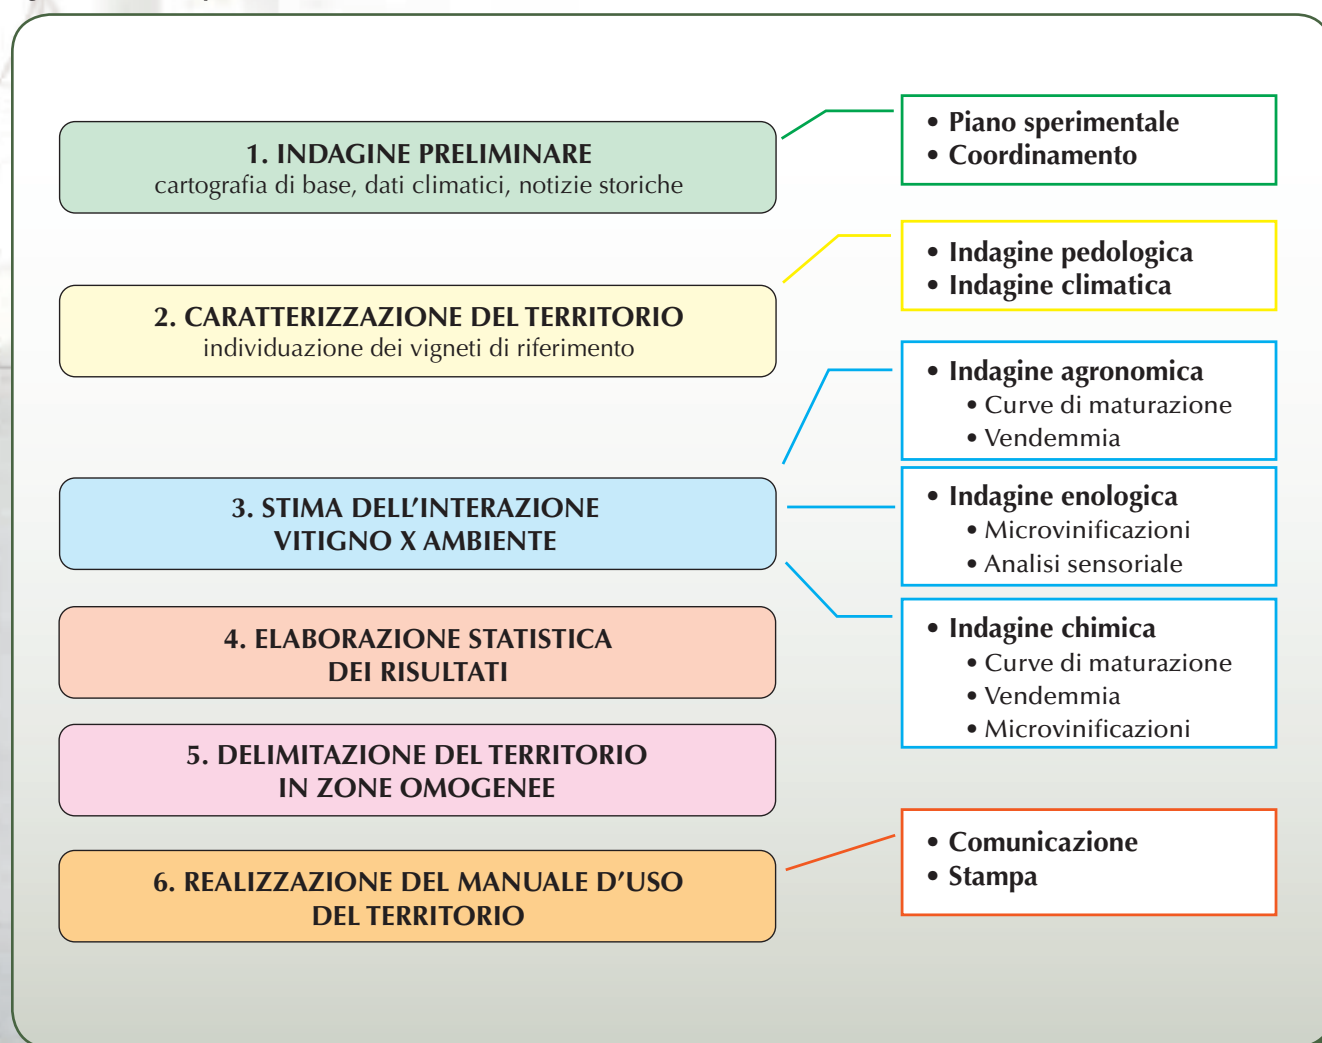 1. INDAGINE PRELIMINARE
cartografia di base, dati climatici, notizie storiche
• Piano sperimentale
• Coordinamento
2. CARATTERIZZAZIONE DEL TERRITORIO
individuazione dei vigneti di riferimento
• Indagine pedologica
• Indagine climatica
3. STIMA DELL’INTERAZIONE
VITIGNO X AMBIENTE
• Indagine agronomica
• Curve di maturazione
• Vendemmia
• Indagine enologica
• Microvinificazioni
• Analisi sensoriale
• Indagine chimica
• Curve di maturazione
• Vendemmia
• Microvinificazioni
4. ELABORAZIONE STATISTICA
DEI RISULTATI
5. DELIMITAZIONE DEL TERRITORIO
IN ZONE OMOGENEE
6. REALIZZAZIONE DEL MANUALE D’USO
DEL TERRITORIO
• Comunicazione
• Stampa